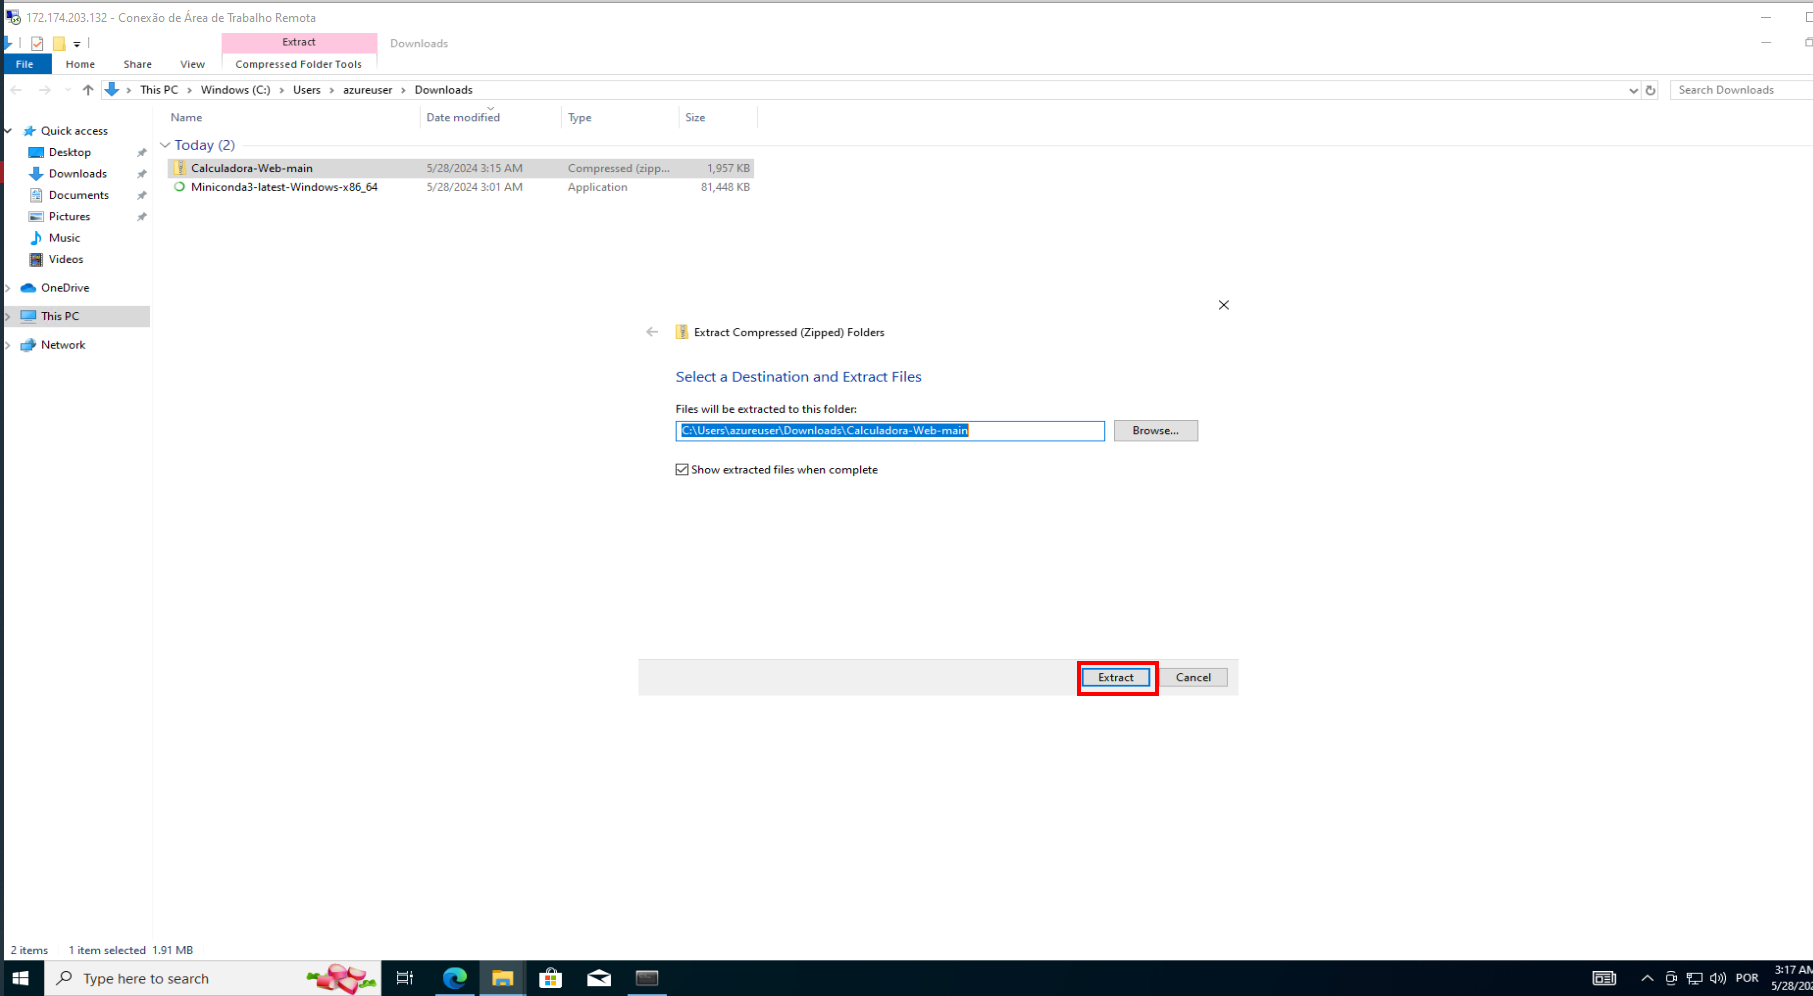 172.174.203.132 - Conexão de Área de Trabalho Remota
Extract
Downloads
File
Home
Share
View
Compressed Folder Tools
This PC
Windows (C:)
Users
azureuser
Downloads
Search Downloads
Name
Date modified
Type
Size
Quick access
Desktop
Downloads
Documents
Pictures
Music
Videos
OneDrive
This PC
Network
Today (2)
Calculadora-Web-main 5/28/2024 3:15 AM Compressed (zipp... 1,957 KB
Miniconda3-latest-Windows-x86_64 5/28/2024 3:01 AM Application 81,448 KB
Extract Compressed (Zipped) Folders
Select a Destination and Extract Files
Files will be extracted to this folder:
C:\Users\azureuser\Downloads\Calculadora-Web-main
Browse...
Show extracted files when complete
Extract
Cancel
2 items
1 item selected 1.91 MB
Type here to search
POR
3:17 AM
5/28/202